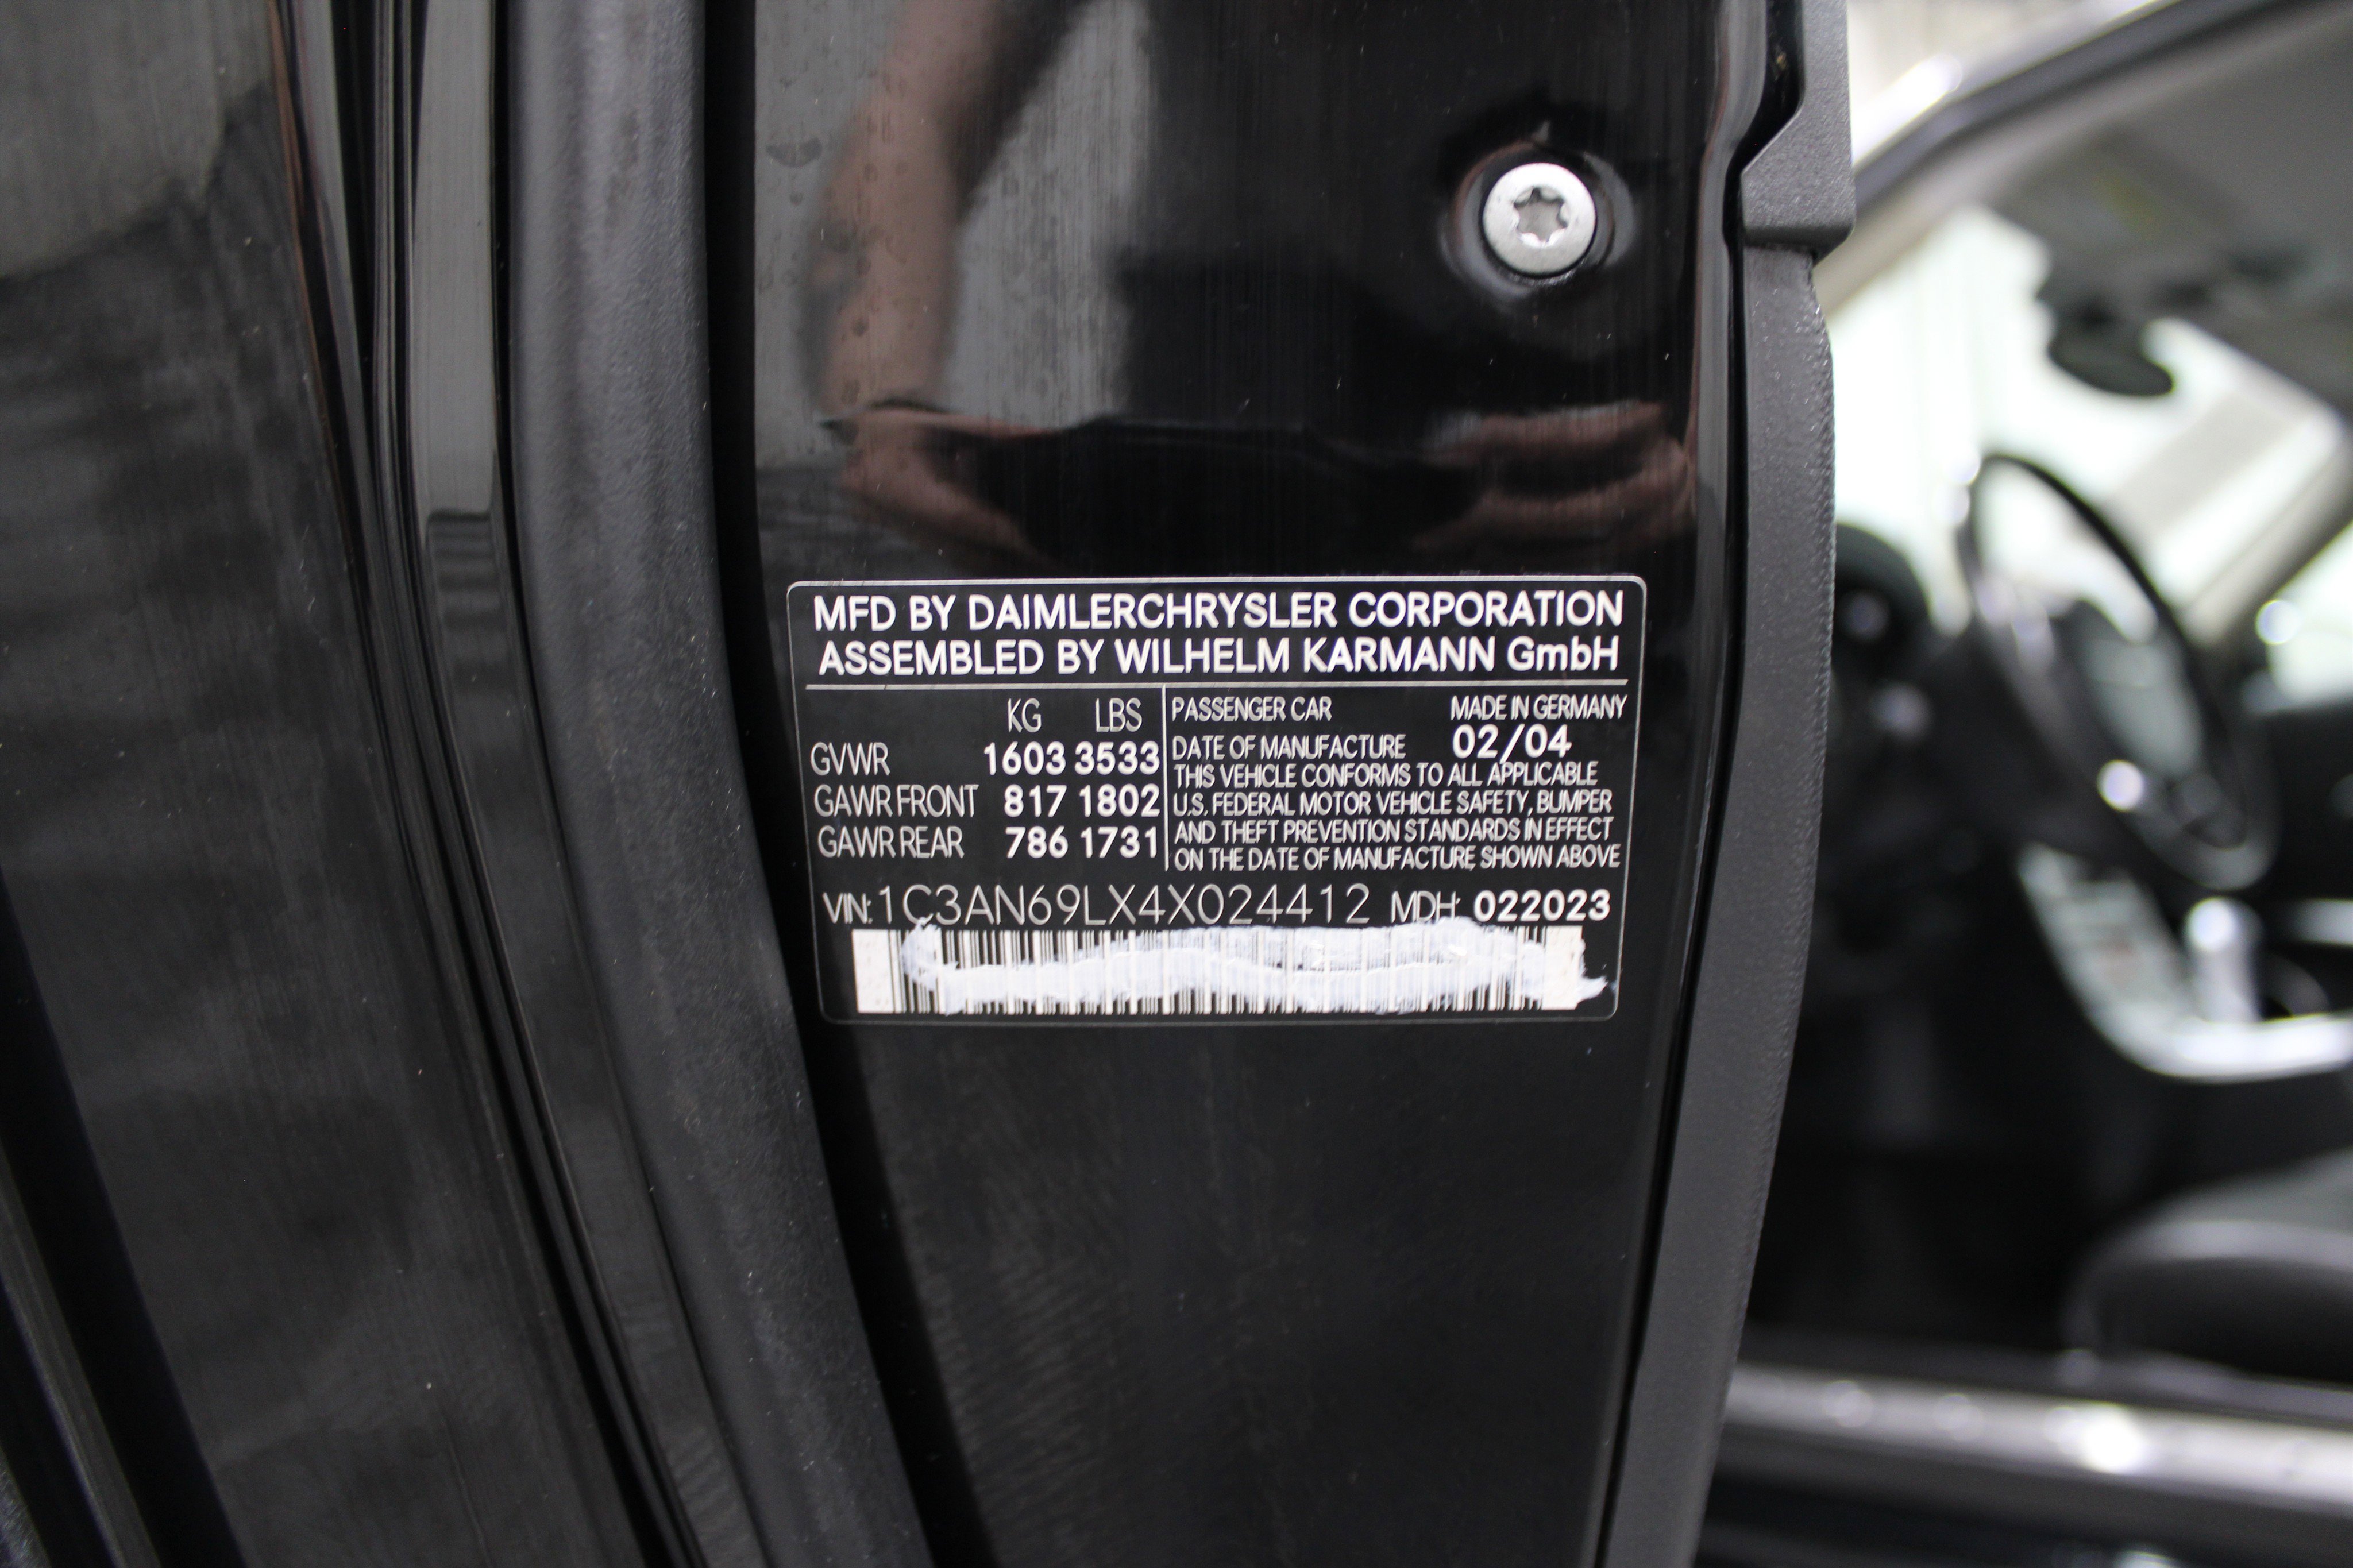 MFD BY DAIMLERCHRYSLER CORPORATION
ASSEMBLED BY WILHELM KARMANN GmbH
KG LBS
GVWR 1603 3533
GAWR FRONT 817 1802
GAWR REAR 786 1731
PASSENGER CAR MADE IN GERMANY
DATE OF MANUFACTURE 02/04
THIS VEHICLE CONFORMS TO ALL APPLICABLE
U.S. FEDERAL MOTOR VEHICLE SAFETY, BUMPER
AND THEFT PREVENTION STANDARDS IN EFFECT
ON THE DATE OF MANUFACTURE SHOWN ABOVE
VIN: 1C3AN69LX4X024412 MDH: 022023